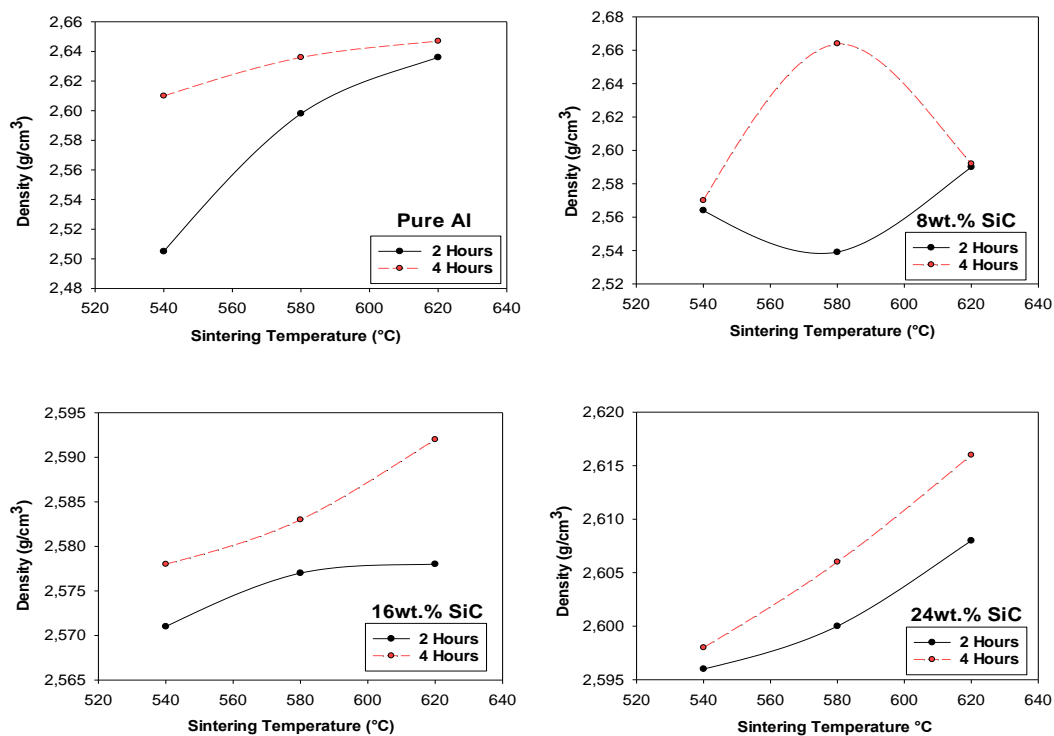 2,66
2,64
2,62
2,60
2,58
2,56
2,54
2,52
2,50
2,48
Density (g/cm3)
Pure Al
2 Hours
4 Hours
520 540 560 580 600 620 640
Sintering Temperature (°C)
2,68
2,66
2,64
2,62
2,60
2,58
2,56
2,54
2,52
Density (g/cm3)
8wt.% SiC
2 Hours
4 Hours
520 540 560 580 600 620 640
Sintering Temperature (°C)
2,595
2,590
2,585
2,580
2,575
2,570
2,565
Density (g/cm3)
16wt.% SiC
2 Hours
4 Hours
520 540 560 580 600 620 640
Sintering Temperature (°C)
2,620
2,615
2,610
2,605
2,600
2,595
Density (g/cm3)
24wt.% SiC
2 Hours
4 Hours
520 540 560 580 600 620 640
Sintering Temperature °C